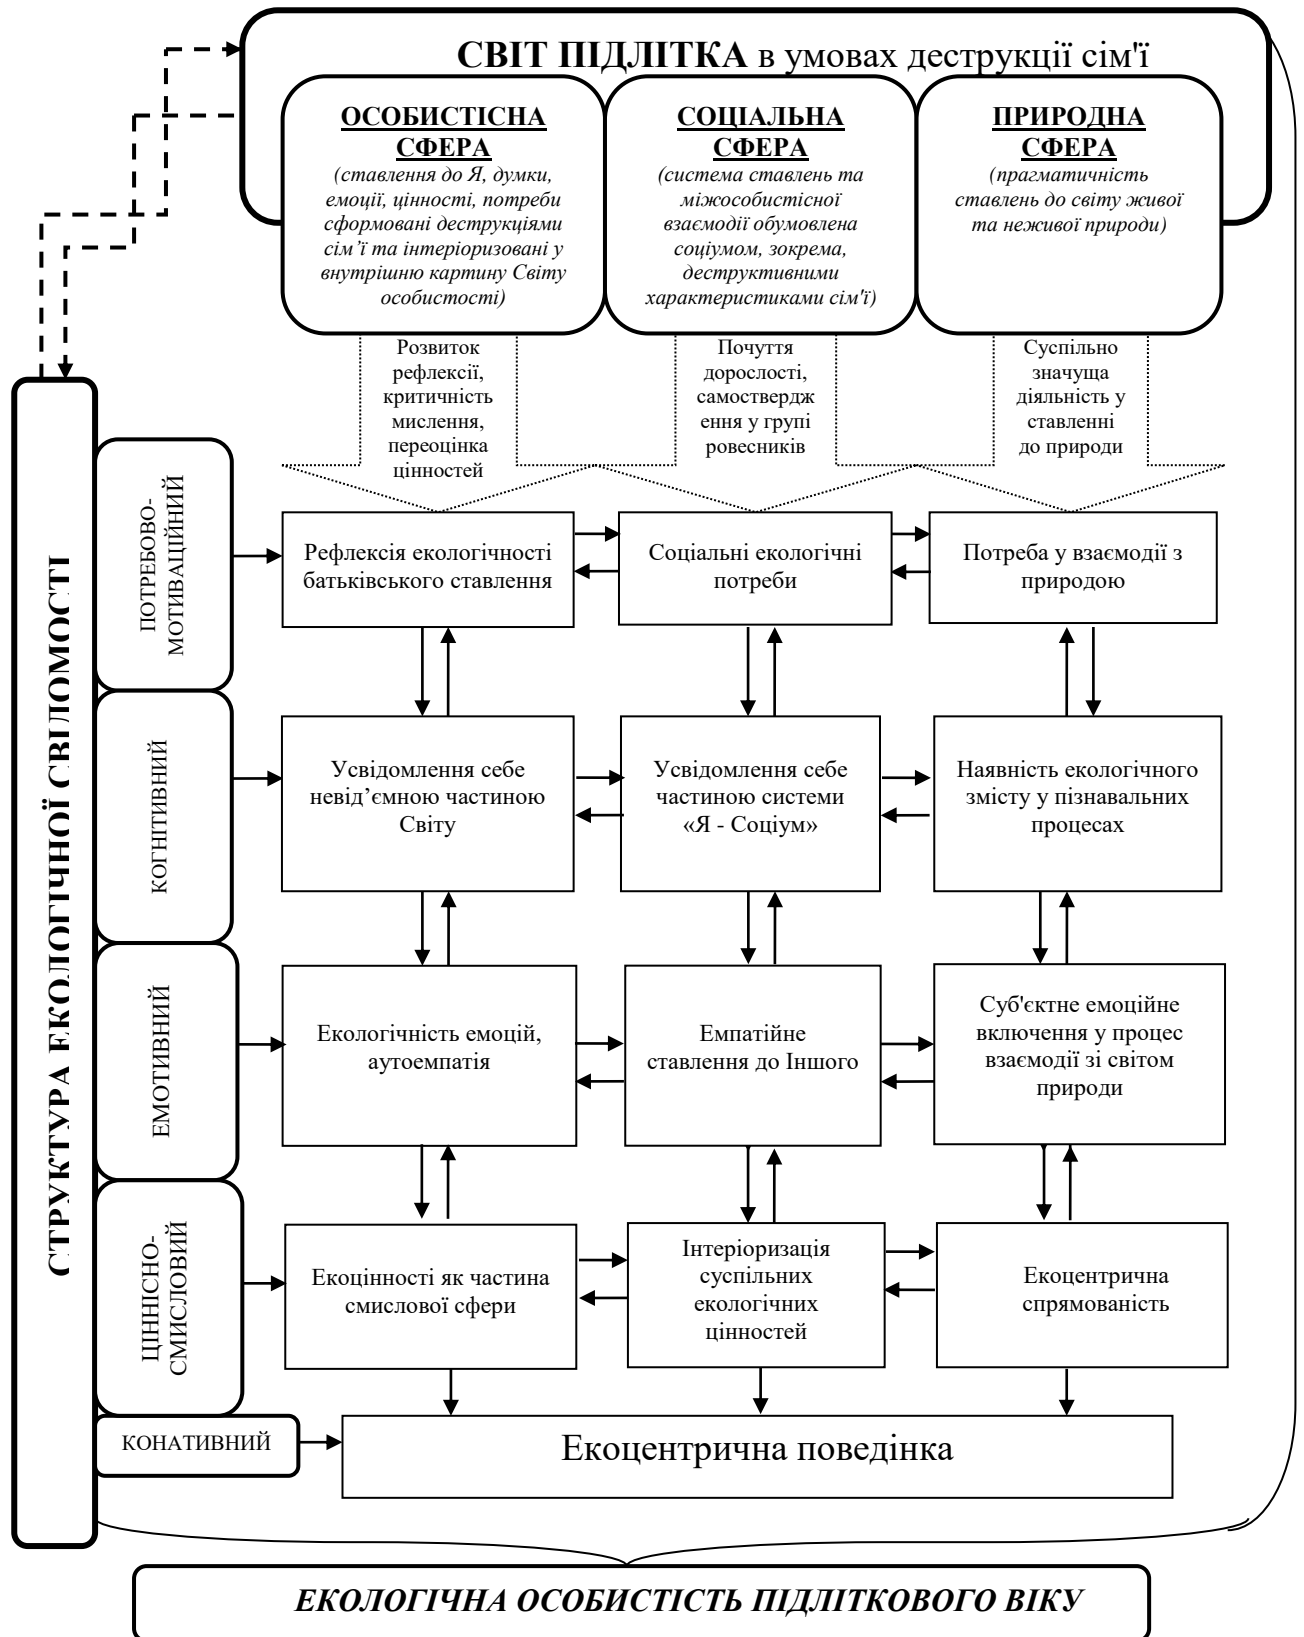 СВІТ ПІДЛІТКА в умовах деструкції сім'ї
ОСОБИСТІСНА
СФЕРА
(ставлення до Я, думки,
емоції, цінності, потреби
сформовані деструкціями
сім’ї та інтеріоризовані у
внутрішню картину Світу
особистості)
СОЦІАЛЬНА
СФЕРА
(система ставлень та
міжособистісної
взаємодії обумовлена
соціумом, зокрема,
деструктивними
характеристиками сім'ї)
ПРИРОДНА
СФЕРА
(прагматичність
ставлень до світу живої
та неживої природи)
Розвиток
рефлексії,
критичність
мислення,
переоцінка
цінностей
Почуття
дорослості,
самоствердж
ення у групі
ровесників
Суспільно
значуща
діяльність у
ставленні
до природи
СТРУКТУРА ЕКОЛОГІЧНОЇ СВІДОМОСТІ
ПОТРЕБОВО-
МОТИВАЦІЙНИЙ
Рефлексія екологічності
батьківського ставлення
Соціальні екологічні
потреби
Потреба у взаємодії з
природою
КОГНІТИВНИЙ
Усвідомлення себе
невід’ємною частиною
Світу
Усвідомлення себе
частиною системи
«Я - Соціум»
Наявність екологічного
змісту у пізнавальних
процесах
ЕМОТИВНИЙ
Екологічність емоцій,
аутоемпатія
Емпатійне
ставлення до Іншого
Суб'єктне емоційне
включення у процес
взаємодії зі світом
природи
ЦІННІСНО-
СМИСЛОВИЙ
Екоцінності як частина
смислової сфери
Інтеріоризація
суспільних
екологічних
цінностей
Екоцентрична
спрямованість
КОНАТИВНИЙ
Екоцентрична поведінка
ЕКОЛОГІЧНА ОСОБИСТІСТЬ ПІДЛІТКОВОГО ВІКУ